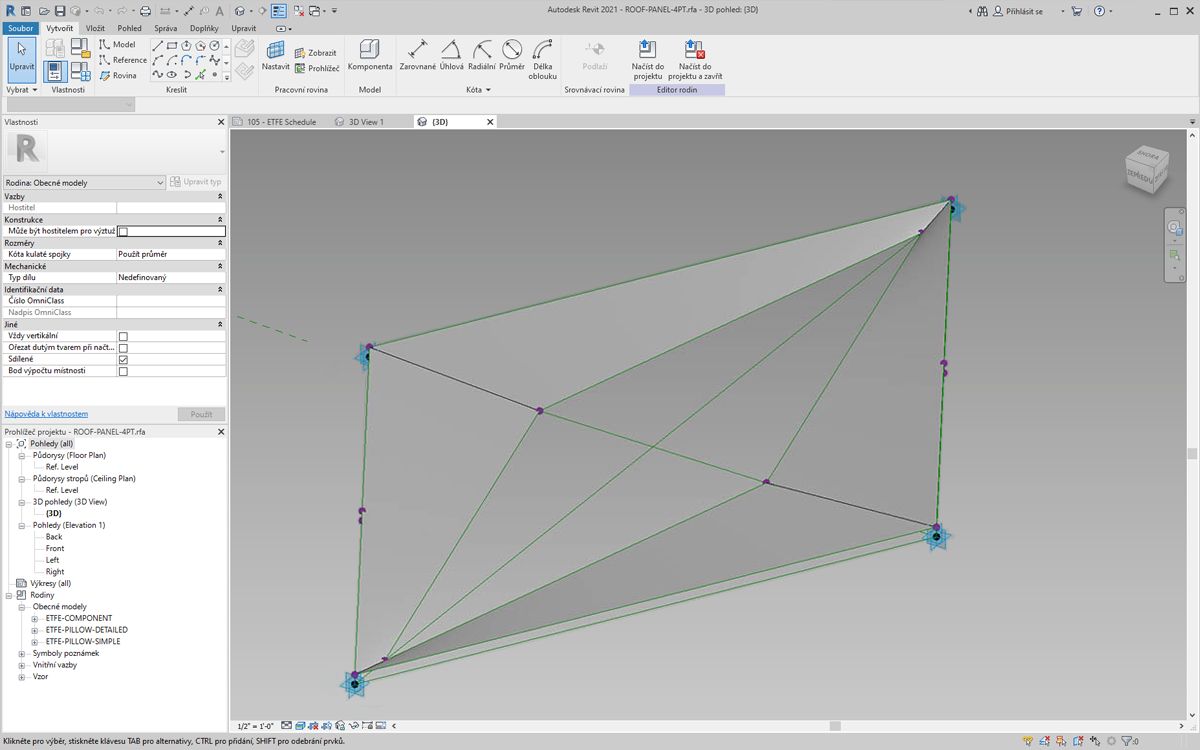 Autodesk Revit 2021 - ROOF-PANEL-4PT.rfa - 3D pohled: {3D}
Přihlásit se
Soubor Vytvořit Vložit Pohled Správa Doplňky Upravit
Upravit
Model
Reference
Rovina
Nastavit
Zobrazit
Prohlížeč
Komponenta
Zarovnané Úhlová Radiální Průměr Délka oblouku
Podlaží
Načíst do projektu
Načíst do projektu a zavřít
Vybrat Vlastnosti Kreslit Pracovní rovina Model Kóta Srovnávací rovina Editor rodin
Vlastnosti
105 - ETFE Schedule 3D View 1 {3D}
R
Rodina: Obecné modely Upravit typ
Vazby
Hostitel
Konstrukce
Může být hostitelem pro výztuž
Rozměry
Kóta kulaté spojky Použít průměr
Mechanické
Typ dílu Nedefinovaný
Identifikační data
Číslo OmniClass
Nadpis OmniClass
Jiné
Vždy vertikální
Ořezat dutým tvarem při načt...
Sdílené
Bod výpočtu místnosti
Nápověda k vlastnostem Použít
Prohlížeč projektu - ROOF-PANEL-4PT.rfa
Pohledy (all)
Půdorysy (Floor Plan)
Ref. Level
Půdorysy stropů (Ceiling Plan)
Ref. Level
3D pohledy (3D View)
{3D}
Pohledy (Elevation 1)
Back
Front
Left
Right
Výkresy (all)
Rodiny
Obecné modely
ETFE-COMPONENT
ETFE-PILLOW-DETAILED
ETFE-PILLOW-SIMPLE
Symboly poznámek
Vnitřní vazby
Vzor
SHORA
ZEPŘEDU
1/2" = 1'-0"
Klikněte pro výběr, stiskněte klávesu TAB pro alternativy, CTRL pro přidání, SHIFT pro odebrání prvků.
:0